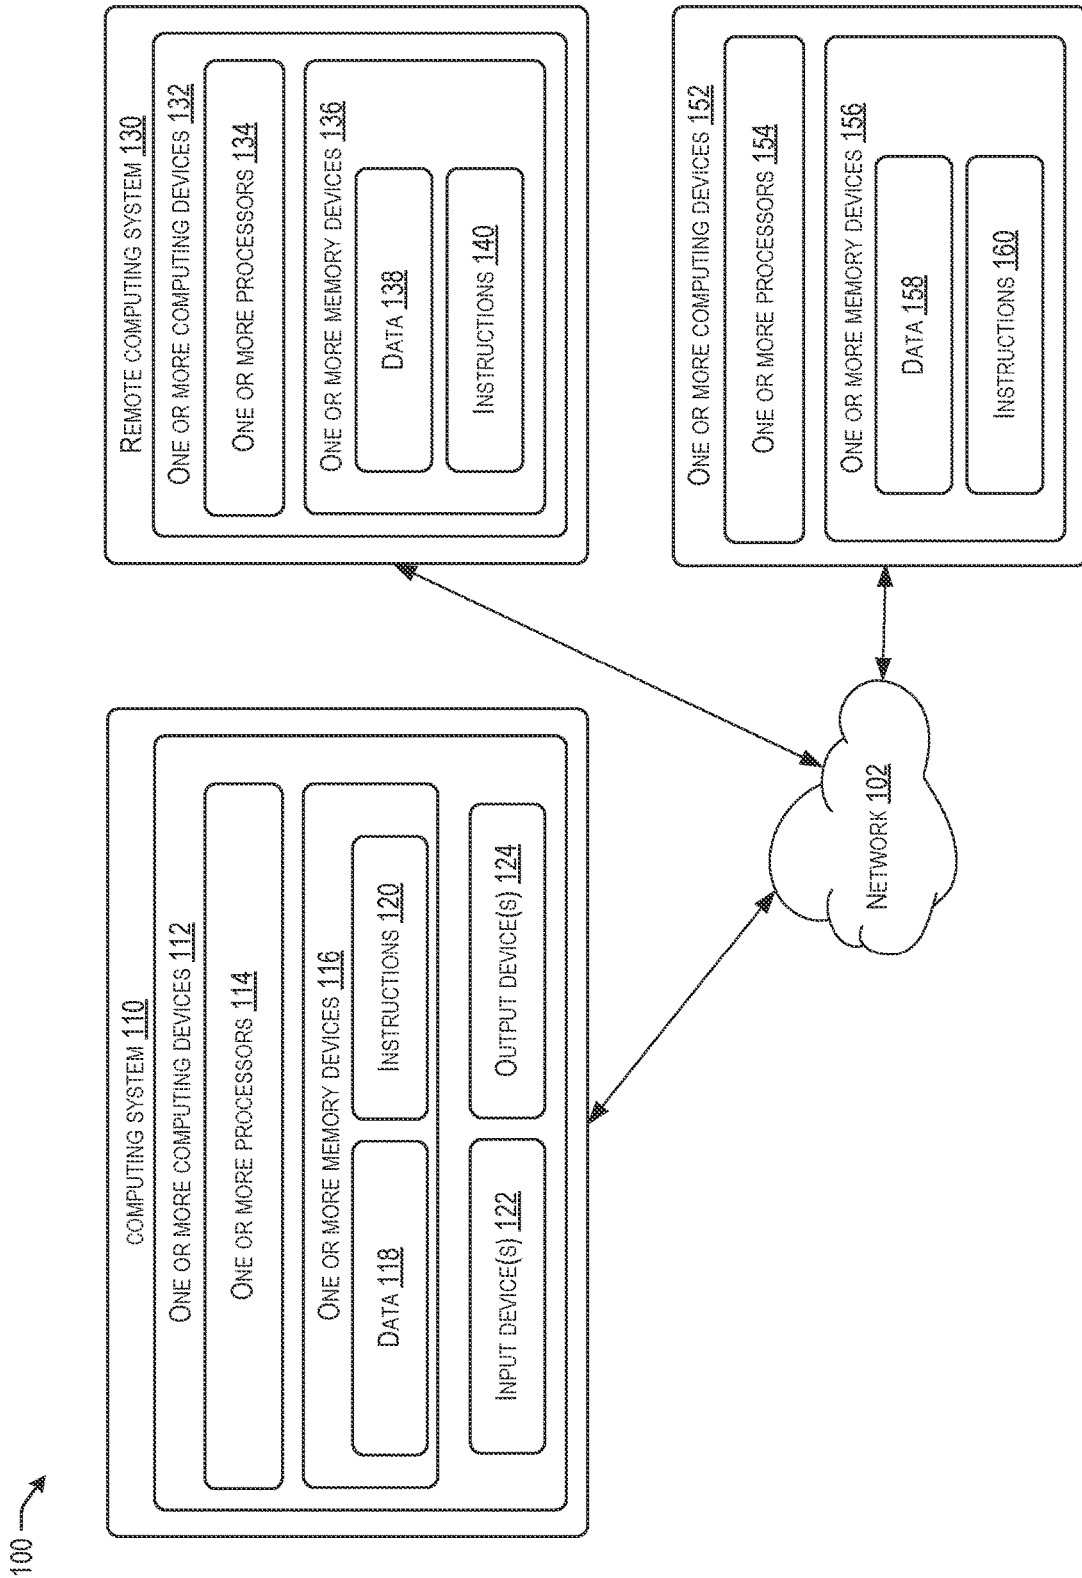 100
COMPUTING SYSTEM 110
ONE OR MORE COMPUTING DEVICES 112
ONE OR MORE PROCESSORS 114
ONE OR MORE MEMORY DEVICES 116
DATA 118
INSTRUCTIONS 120
INPUT DEVICE(S) 122
OUTPUT DEVICE(S) 124
NETWORK 102
REMOTE COMPUTING SYSTEM 130
ONE OR MORE COMPUTING DEVICES 132
ONE OR MORE PROCESSORS 134
ONE OR MORE MEMORY DEVICES 136
DATA 138
INSTRUCTIONS 140
ONE OR MORE COMPUTING DEVICES 152
ONE OR MORE PROCESSORS 154
ONE OR MORE MEMORY DEVICES 156
DATA 158
INSTRUCTIONS 160